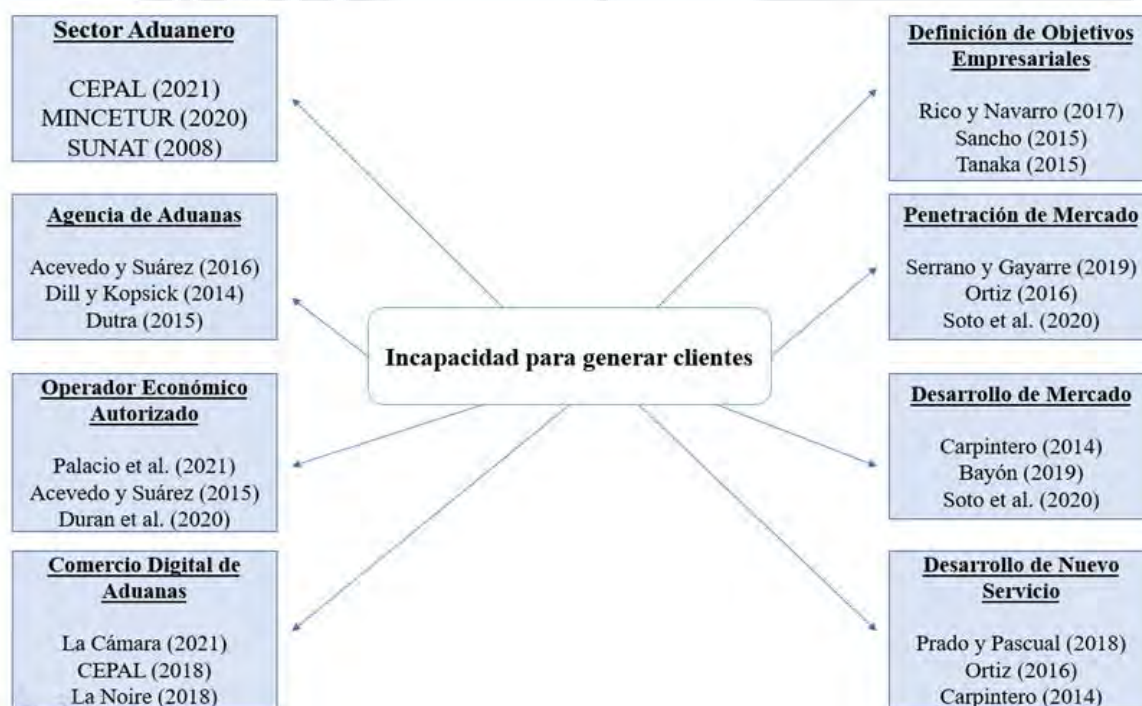 Sector Aduanero
CEPAL (2021)
MINCETUR (2020)
SUNAT (2008)
Agencia de Aduanas
Acevedo y Suárez (2016)
Dill y Kopsick (2014)
Dutra (2015)
Operador Económico
Autorizado
Palacio et al. (2021)
Acevedo y Suárez (2015)
Duran et al. (2020)
Comercio Digital de
Aduanas
La Cámara (2021)
CEPAL (2018)
La Noire (2018)
Incapacidad para generar clientes
Definición de Objetivos
Empresariales
Rico y Navarro (2017)
Sancho (2015)
Tanaka (2015)
Penetración de Mercado
Serrano y Gayarre (2019)
Ortiz (2016)
Soto et al. (2020)
Desarrollo de Mercado
Carpintero (2014)
Bayón (2019)
Soto et al. (2020)
Desarrollo de Nuevo
Servicio
Prado y Pascual (2018)
Ortiz (2016)
Carpintero (2014)